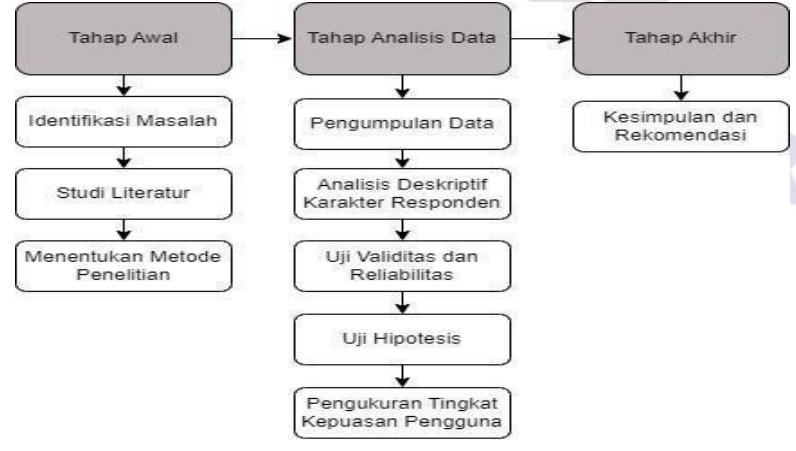 Tahap Awal
Identifikasi Masalah
Studi Literatur
Menentukan Metode
Penelitian
Tahap Analisis Data
Pengumpulan Data
Analisis Deskriptif
Karakter Responden
Uji Validitas dan
Reliabilitas
Uji Hipotesis
Pengukuran Tingkat
Kepuasan Pengguna
Tahap Akhir
Kesimpulan dan
Rekomendasi